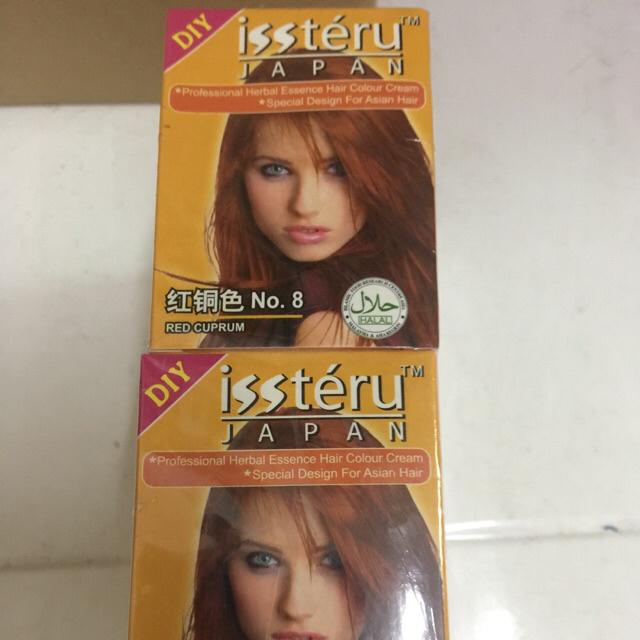 DIY
isstéru™
JAPAN
*Professional Herbal Essence Hair Colour Cream
*Special Design For Asian Hair
红铜色 No. 8
RED CUPRUM
حلال
HALAL
DIY
isstéru™
JAPAN
*Professional Herbal Essence Hair Colour Cream
*Special Design For Asian Hair